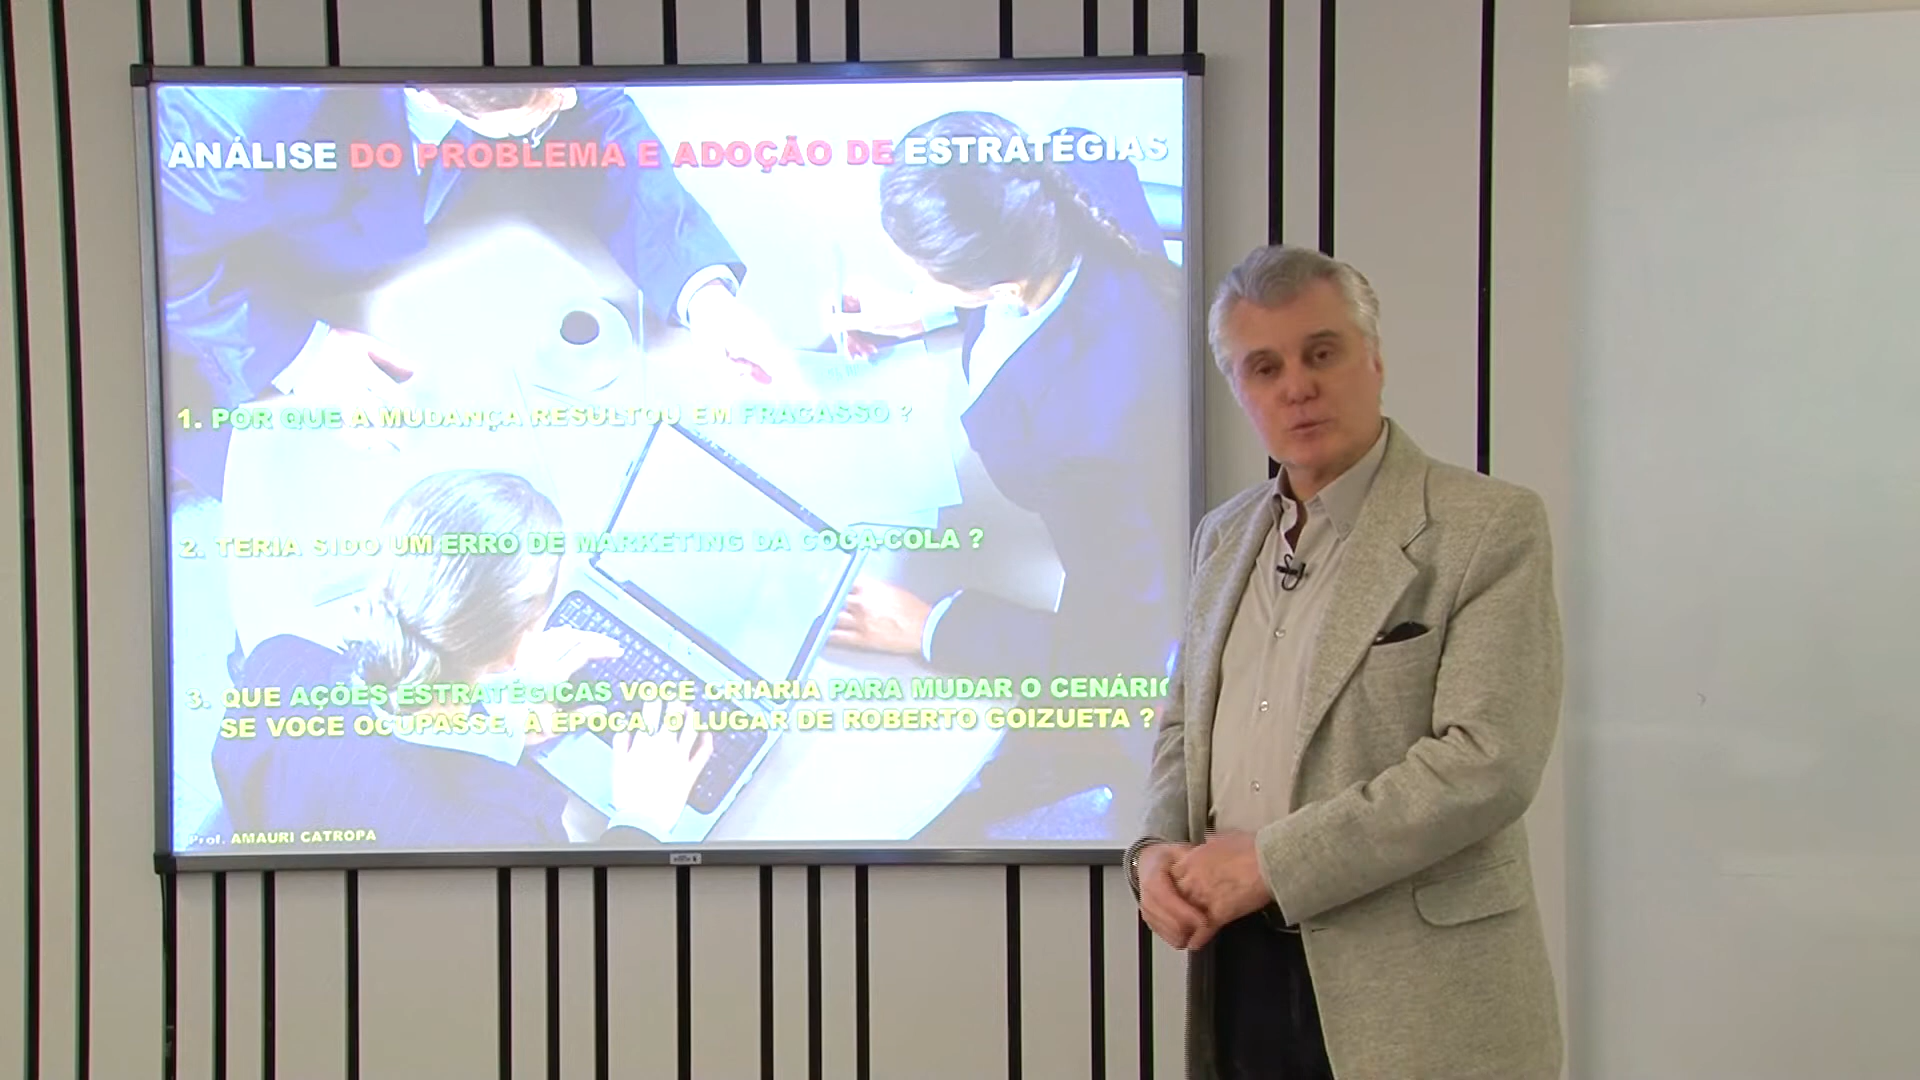 ANÁLISE DO PROBLEMA E ADOÇÃO DE ESTRATÉGIAS
1. POR QUE A MUDANÇA RESULTOU EM FRACASSO ?
2. TERIA SIDO UM ERRO DE MARKETING DA COCA-COLA ?
3. QUE AÇÕES ESTRATÉGICAS VOCÊ CRIARIA PARA MUDAR O CENÁRIO
SE VOCÊ OCUPASSE, À ÉPOCA, O LUGAR DE ROBERTO GOIZUETA ?
Prof. AMAURI CATROPA